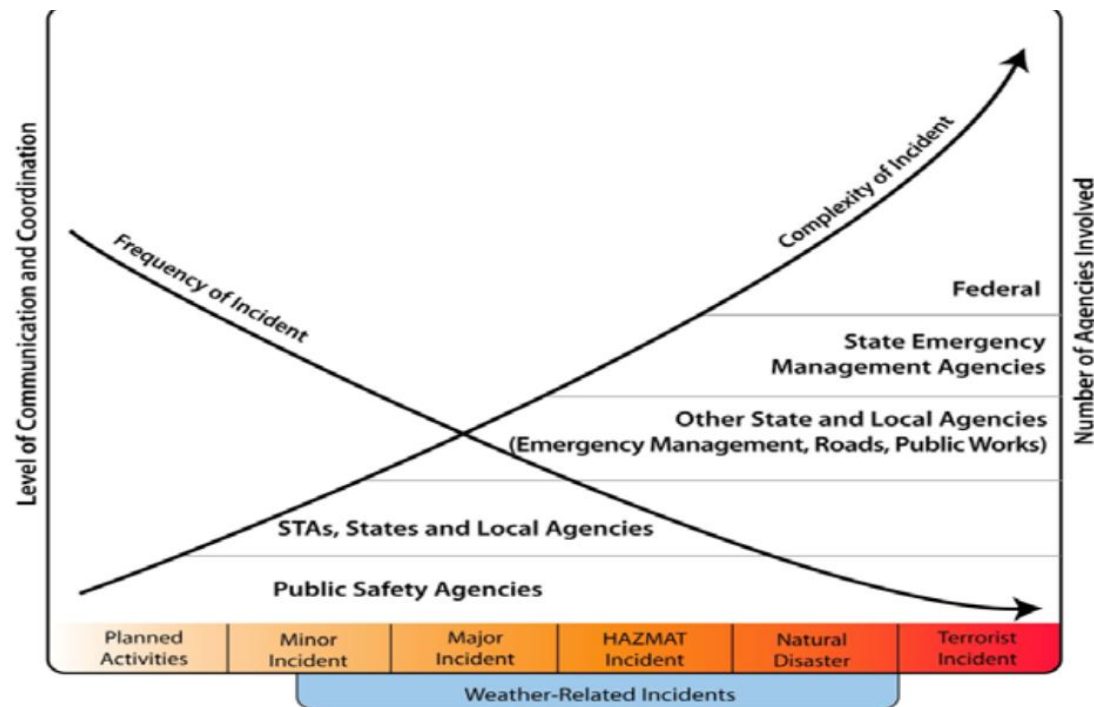 Level of Communication and Coordination
Frequency of Incident
Complexity of Incident
Number of Agencies Involved
Federal
State Emergency
Management Agencies
Other State and Local Agencies
(Emergency Management, Roads, Public Works)
STAs, States and Local Agencies
Public Safety Agencies
Planned
Activities
Minor
Incident
Major
Incident
HAZMAT
Incident
Natural
Disaster
Terrorist
Incident
Weather-Related Incidents